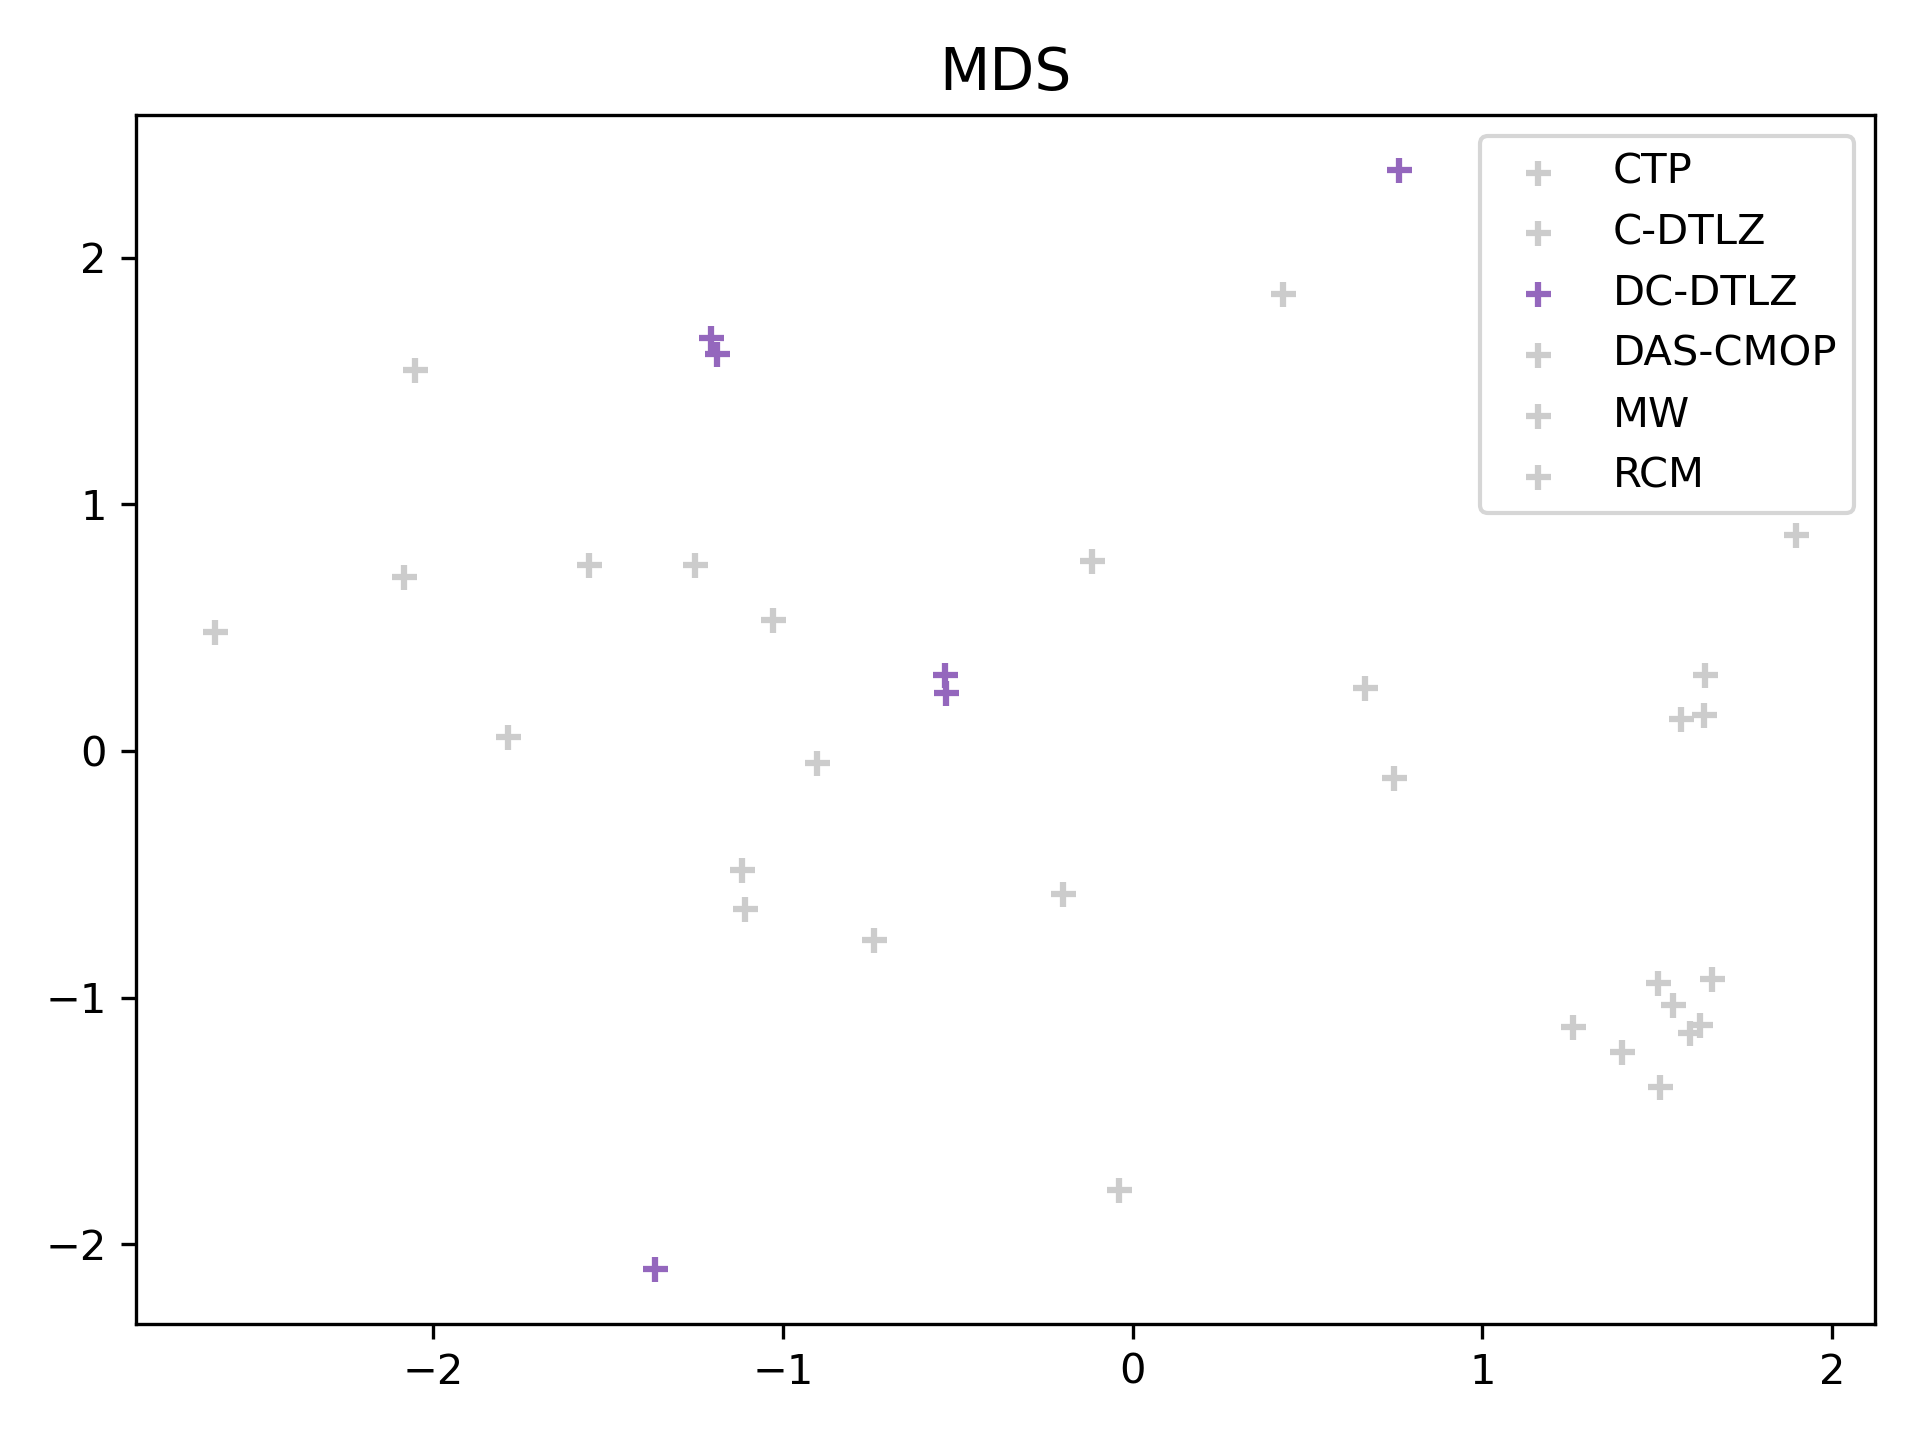 MDS
CTP
C-DTLZ
DC-DTLZ
DAS-CMOP
MW
RCM
2
1
0
−1
−2
−2 −1 0 1 2